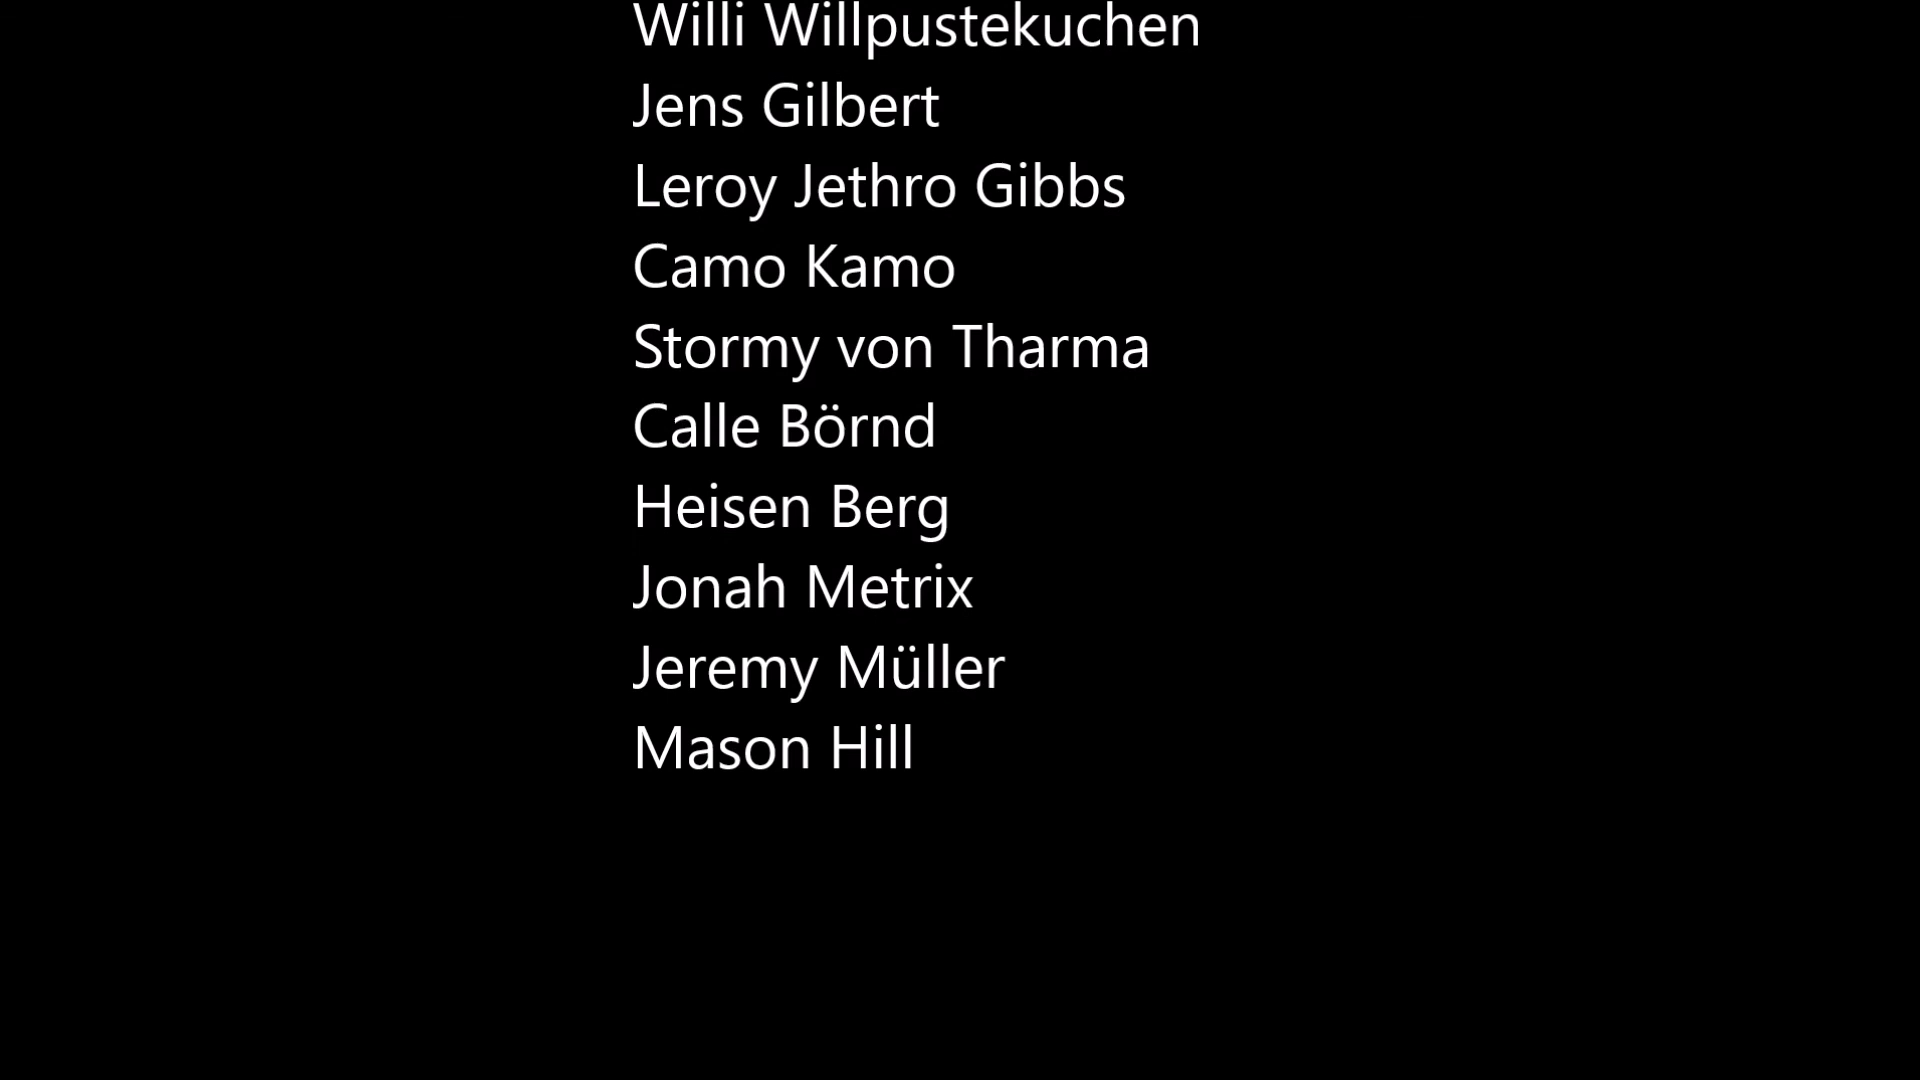 Willi Willpustekuchen
Jens Gilbert
Leroy Jethro Gibbs
Camo Kamo
Stormy von Tharma
Calle Börnd
Heisen Berg
Jonah Metrix
Jeremy Müller
Mason Hill